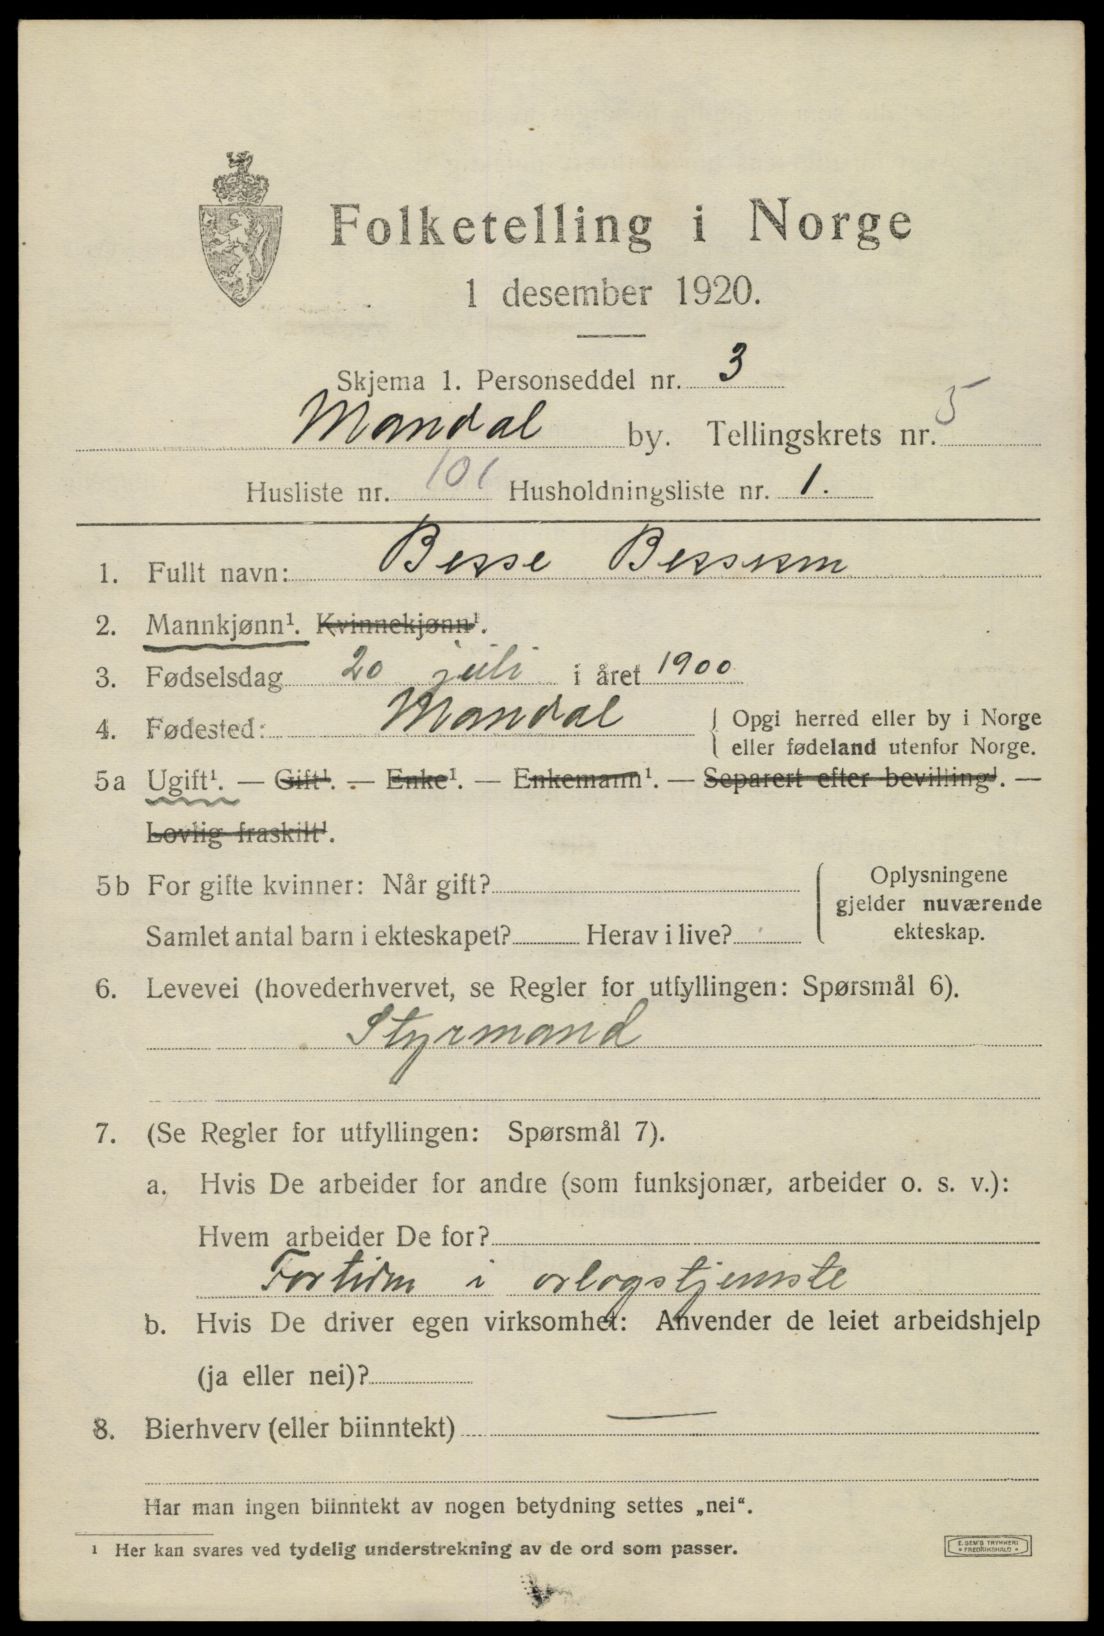 Folketelling i Norge
1 desember 1920.
Skjema 1. Personseddel nr. 3
Mandal by. Tellingskrets nr. 5
Husliste nr. 101 Husholdningsliste nr. 1.
1. Fullt navn: Besse Bessesen
2. Mannkjønn¹. Kvinnekjønn¹.
3. Fødselsdag 20 juli i året 1900
4. Fødested: Mandal { Opgi herred eller by i Norge
eller fødeland utenfor Norge.
5a Ugift¹. — Gift¹. — Enke¹. — Enkemann¹. — Separert efter bevilling¹. —
Lovlig fraskilt¹.
5b For gifte kvinner: Når gift? { Oplysningene
gjelder nuværende
Samlet antal barn i ekteskapet? Herav i live? ekteskap.
6. Levevei (hovederhvervet, se Regler for utfyllingen: Spørsmål 6).
Styrmand
7. (Se Regler for utfyllingen: Spørsmål 7).
a. Hvis De arbeider for andre (som funksjonær, arbeider o. s. v.):
Hvem arbeider De for?
Fortiden i orlogstjeneste
b. Hvis De driver egen virksomhet: Anvender de leiet arbeidshjelp
(ja eller nei)?
8. Bierhverv (eller biinntekt) —
Har man ingen biinntekt av nogen betydning settes „nei“.
¹ Her kan svares ved tydelig understrekning av de ord som passer.
E. SEM'S TRYKKERI
* FREDRIKSHALD *